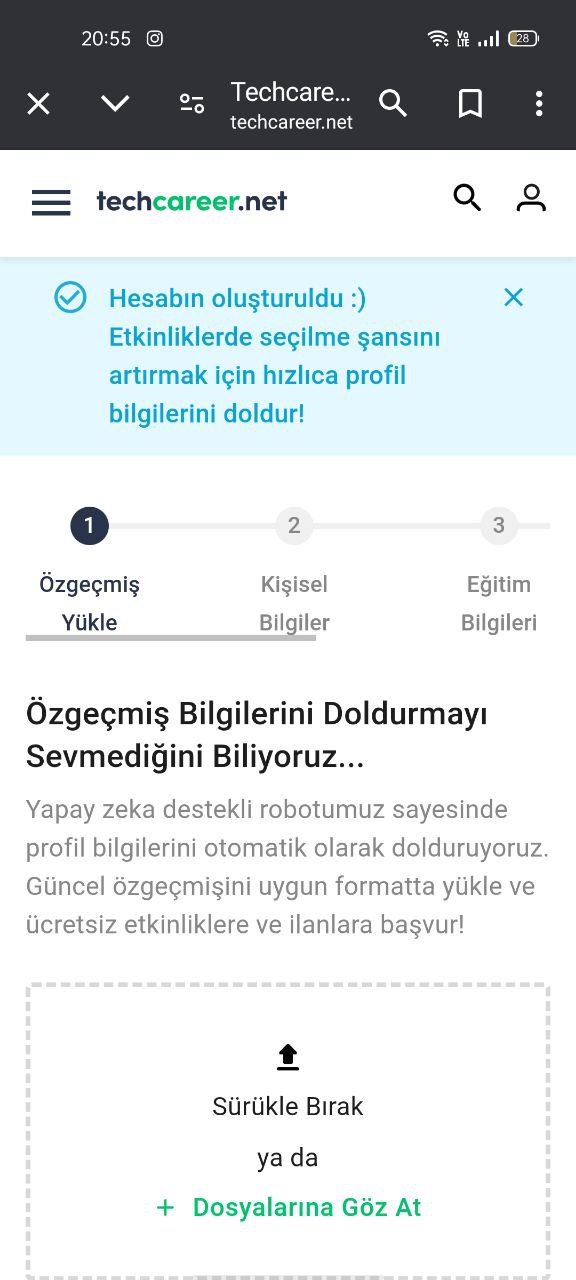 20:55
Vo
LTE
28
Techcare...
techcareer.net
techcareer.net
Hesabın oluşturuldu :)
Etkinliklerde seçilme şansını
artırmak için hızlıca profil
bilgilerini doldur!
1
2
3
Özgeçmiş
Yükle
Kişisel
Bilgiler
Eğitim
Bilgileri
Özgeçmiş Bilgilerini Doldurmayı
Sevmediğini Biliyoruz...
Yapay zeka destekli robotumuz sayesinde
profil bilgilerini otomatik olarak dolduruyoruz.
Güncel özgeçmişini uygun formatta yükle ve
ücretsiz etkinliklere ve ilanlara başvur!
Sürükle Bırak
ya da
+ Dosyalarına Göz At